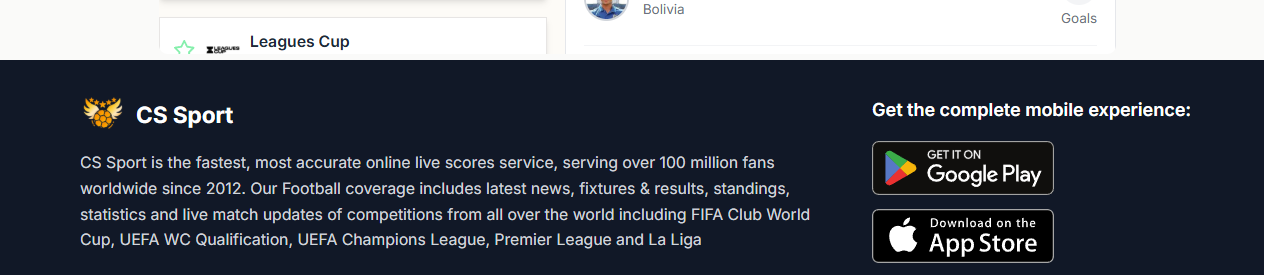 Bolivia
Goals
Leagues Cup
LEAGUES
CUP
CS Sport
CS Sport is the fastest, most accurate online live scores service, serving over 100 million fans
worldwide since 2012. Our Football coverage includes latest news, fixtures & results, standings,
statistics and live match updates of competitions from all over the world including FIFA Club World
Cup, UEFA WC Qualification, UEFA Champions League, Premier League and La Liga
Get the complete mobile experience:
GET IT ON
Google Play
Download on the
App Store